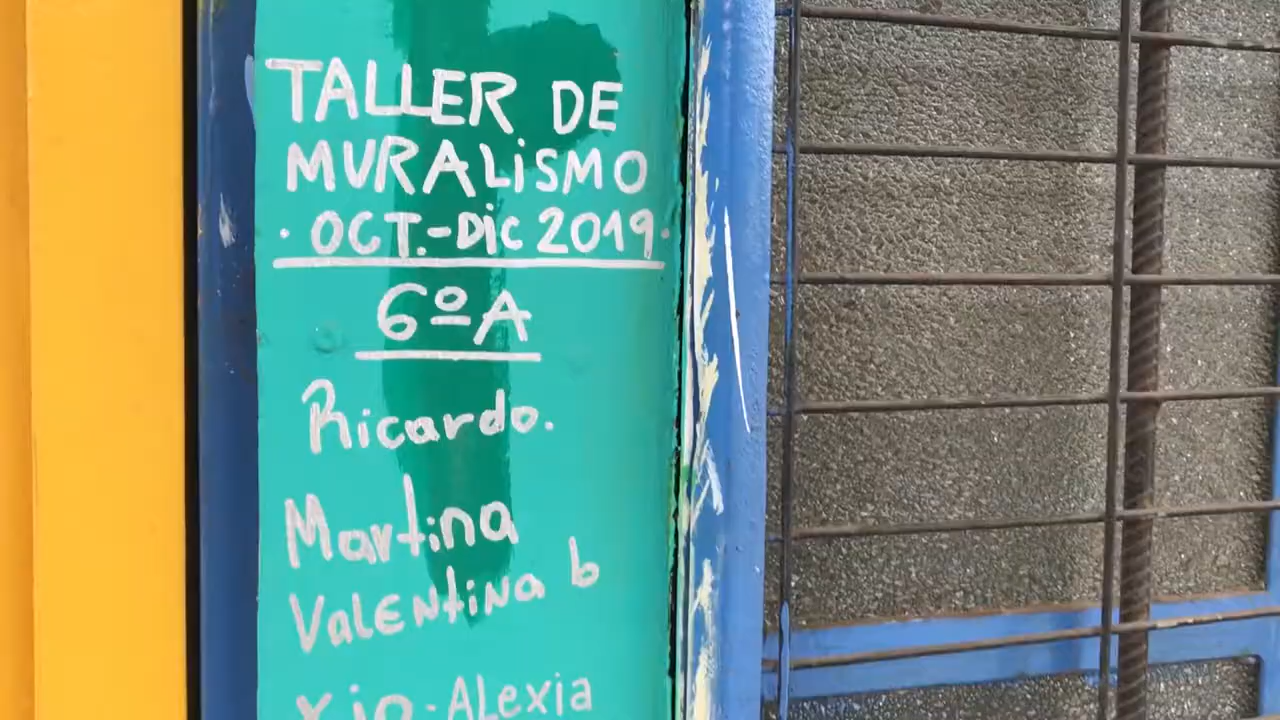 TALLER DE
MURALiSMO
· OCT.-Dic 2019·
6ºA
Ricardo.
Martina
ValENtiNa b
Alexia